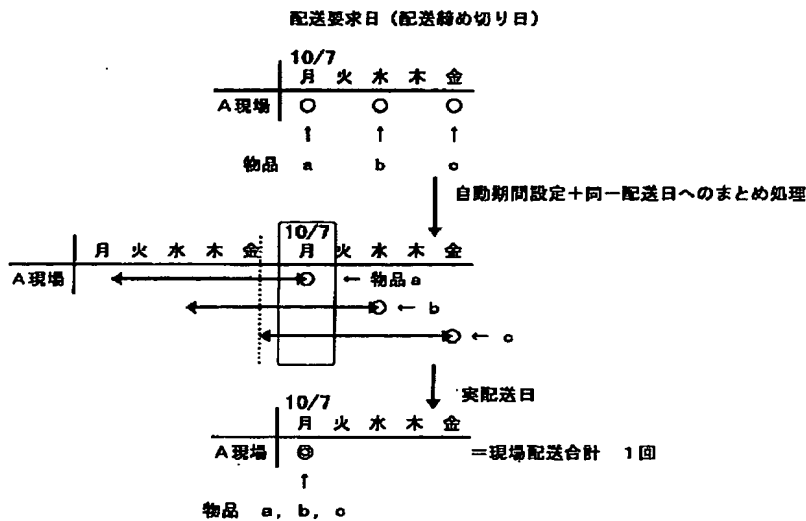 配送要求日（配送締め切り日）
10/7
月 火 水 木 金
A現場 ○ ○ ○
↑ ↑ ↑
物品 a b c
自動期間設定＋同一配送日へのまとめ処理
10/7
月 火 水 木 金 月 火 水 木 金
A現場 ← 物品a
← b
← c
実配送日
10/7
月 火 水 木 金
A現場 ◎ ＝現場配送合計 1回
↑
物品 a, b, c